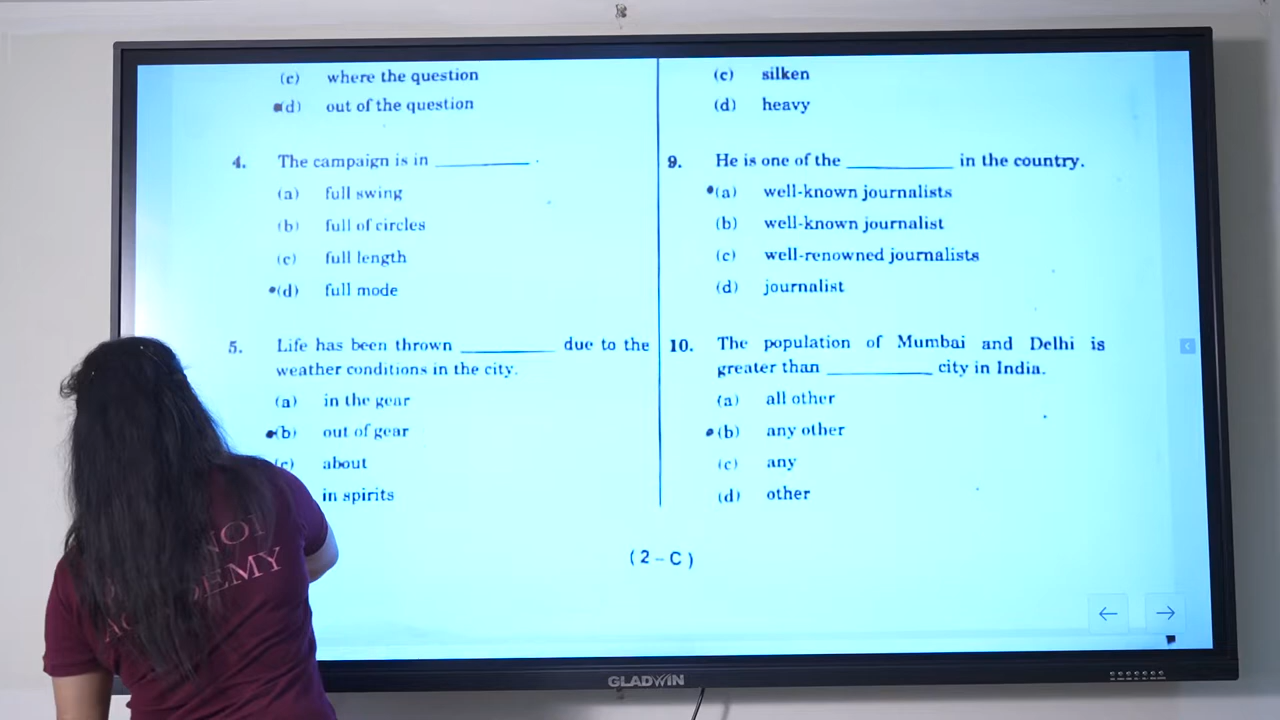 (c) where the question
(d) out of the question
4. The campaign is in __________ .
(a) full swing
(b) full of circles
(c) full length
(d) full mode
5. Life has been thrown __________ due to the
weather conditions in the city.
(a) in the gear
(b) out of gear
(c) about
in spirits
(c) silken
(d) heavy
9. He is one of the ___________ in the country.
(a) well-known journalists
(b) well-known journalist
(c) well-renowned journalists
(d) journalist
10. The population of Mumbai and Delhi is
greater than ___________ city in India.
(a) all other
(b) any other
(c) any
(d) other
(2-C)
GLADWIN